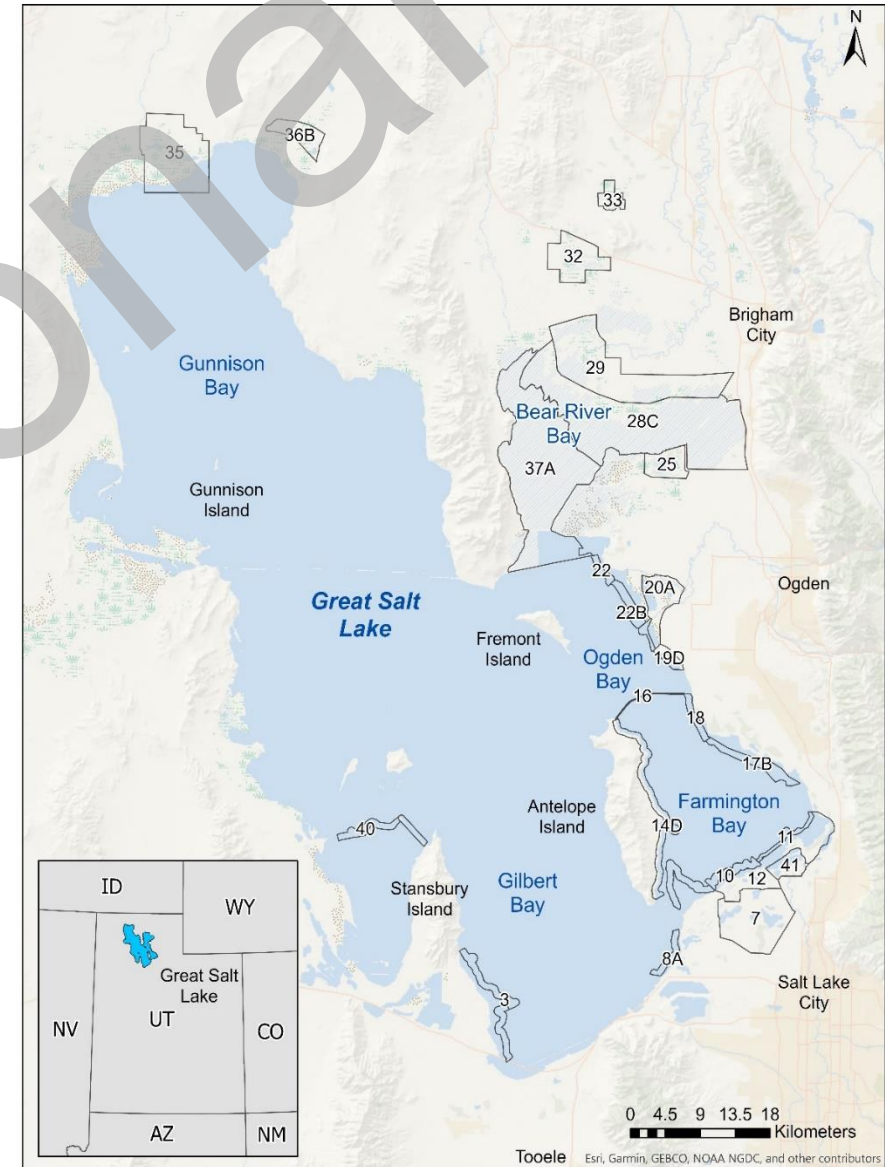 N
35
36B
33
32
Brigham
City
29
Gunnison
Bay
Bear River
Bay
28C
25
37A
Gunnison
Island
22
20A
Ogden
22B
Great Salt
Lake
Fremont
Island
Ogden
Bay
19D
16
18
17B
Antelope
Island
Farmington
Bay
14D
40
11
41
10
12
Stansbury
Island
Gilbert
Bay
7
8A
Salt Lake
City
3
ID
WY
Great Salt
Lake
NV
UT
CO
AZ
NM
0 4.5 9 13.5 18
Kilometers
Tooele
Esri, Garmin, GEBCO, NOAA NGDC, and other contributors